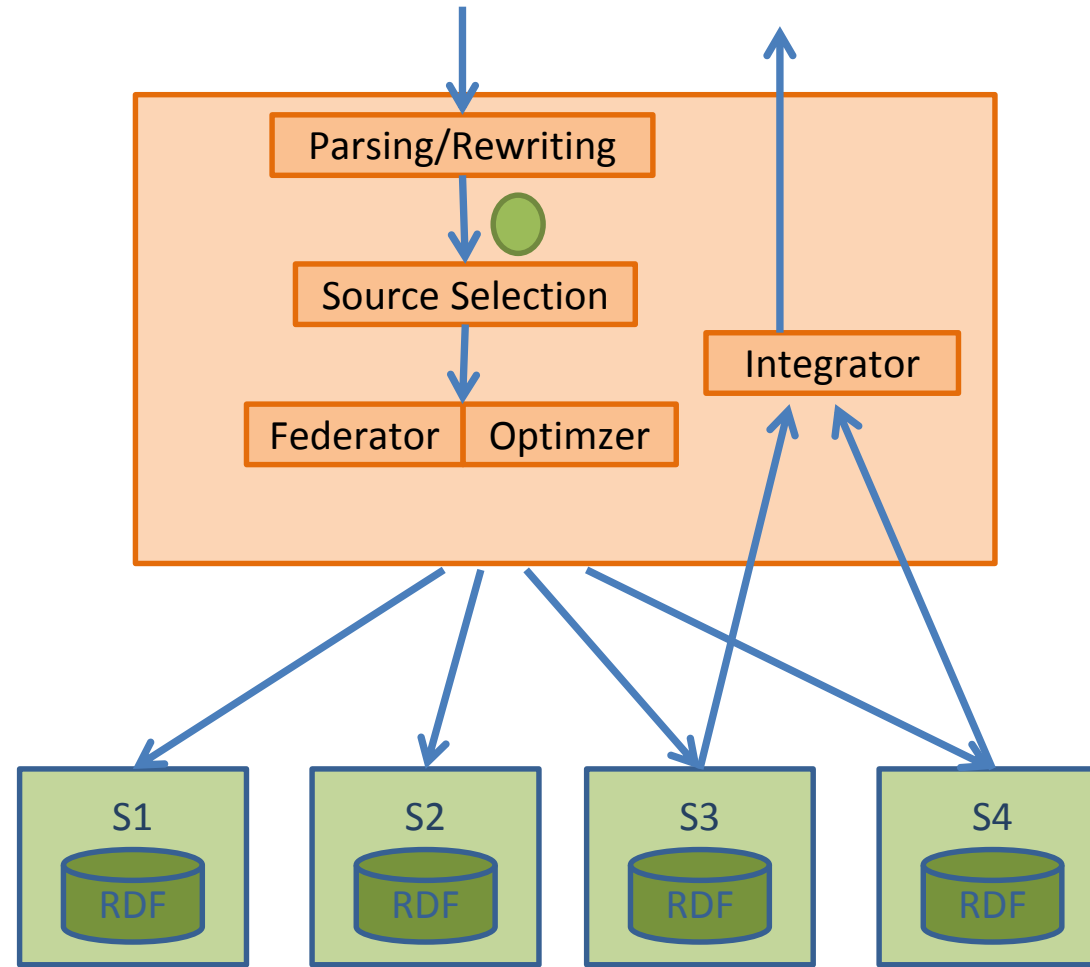 Parsing/Rewriting
Source Selection
Integrator
Federator Optimzer
S1 S2 S3 S4
RDF RDF RDF RDF